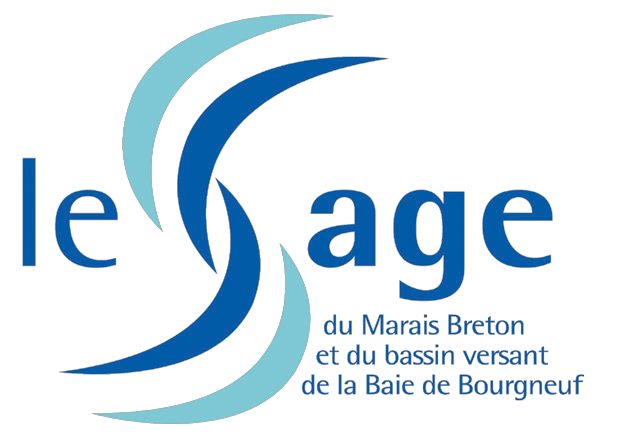 le Sage
du Marais Breton
et du bassin versant
de la Baie de Bourgneuf